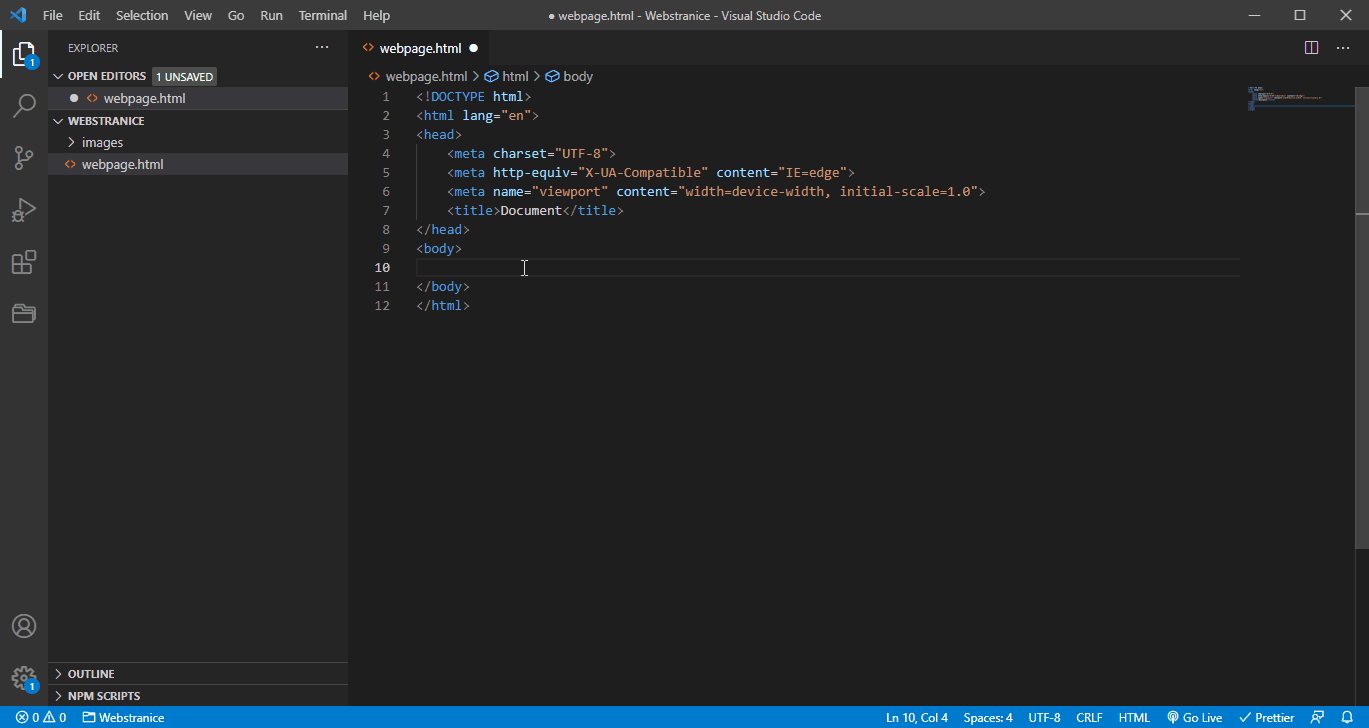 File Edit Selection View Go Run Terminal Help ● webpage.html - Webstranice - Visual Studio Code
EXPLORER
webpage.html
OPEN EDITORS 1 UNSAVED
webpage.html
WEBSTRANICE
images
webpage.html
OUTLINE
NPM SCRIPTS
1
1
webpage.html > html > body
1 <!DOCTYPE html>
2 <html lang="en">
3 <head>
4 <meta charset="UTF-8">
5 <meta http-equiv="X-UA-Compatible" content="IE=edge">
6 <meta name="viewport" content="width=device-width, initial-scale=1.0">
7 <title>Document</title>
8 </head>
9 <body>
10
11 </body>
12 </html>
0 0 Webstranice Ln 10, Col 4 Spaces: 4 UTF-8 CRLF HTML Go Live Prettier